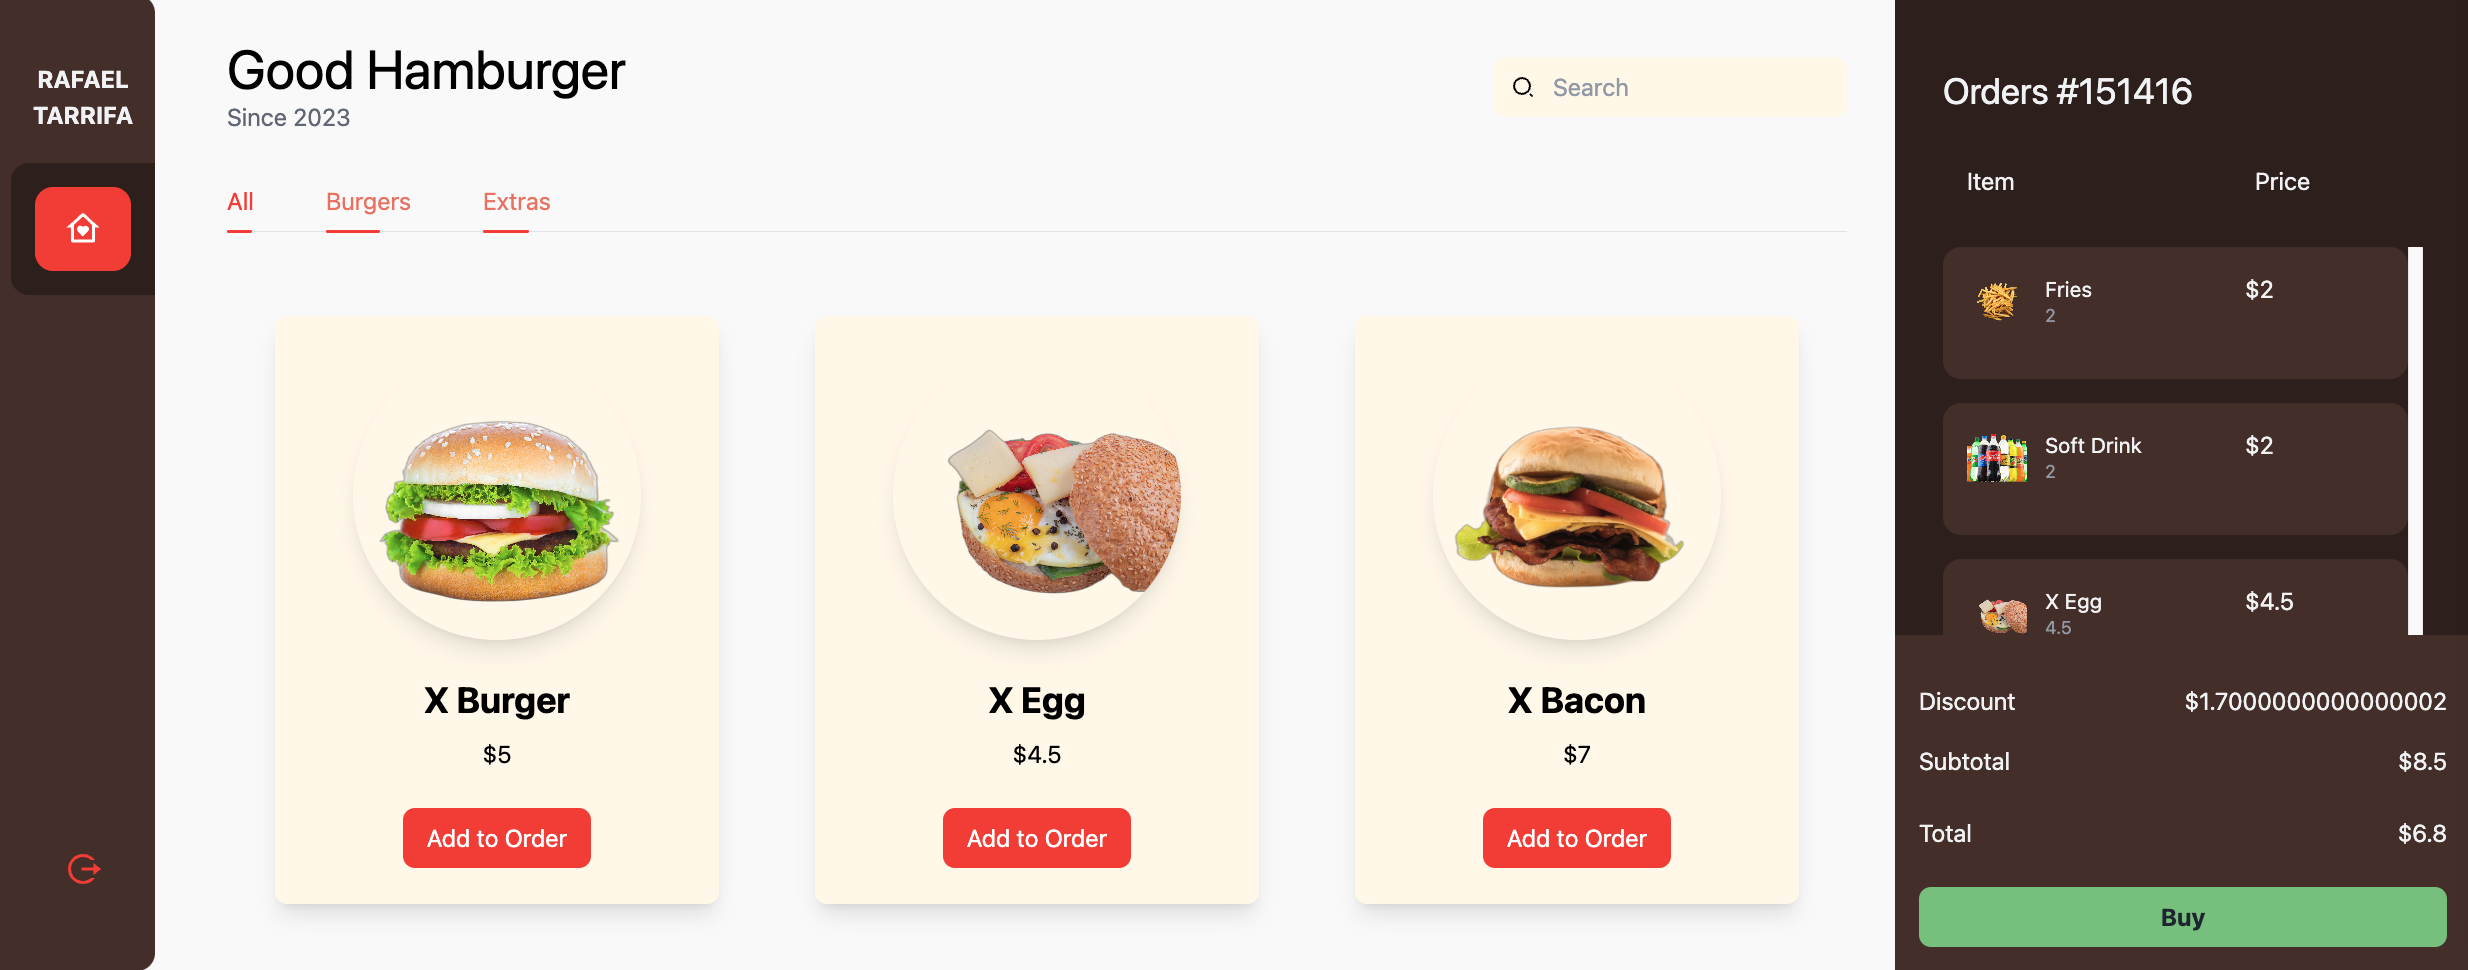 RAFAEL
TARRIFA
Good Hamburger
Since 2023
Search
All
Burgers
Extras
X Burger
$5
Add to Order
X Egg
$4.5
Add to Order
X Bacon
$7
Add to Order
Orders #151416
Item Price
Fries $2
2
Soft Drink $2
2
X Egg $4.5
4.5
Discount $1.7000000000000002
Subtotal $8.5
Total $6.8
Buy